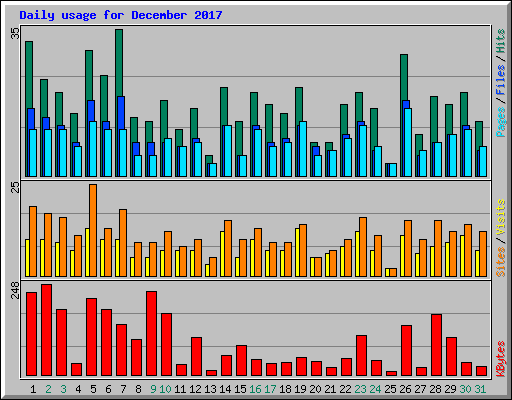 Daily usage for December 2017
35
25
248
Pages / Files / Hits
Sites / Visits
KBytes
1 2 3 4 5 6 7 8 9 10 11 12 13 14 15 16 17 18 19 20 21 22 23 24 25 26 27 28 29 30 31